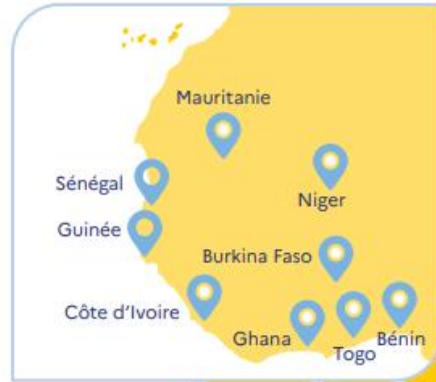 Mauritanie
Sénégal
Niger
Guinée
Burkina Faso
Côte d'Ivoire
Ghana
Togo
Bénin